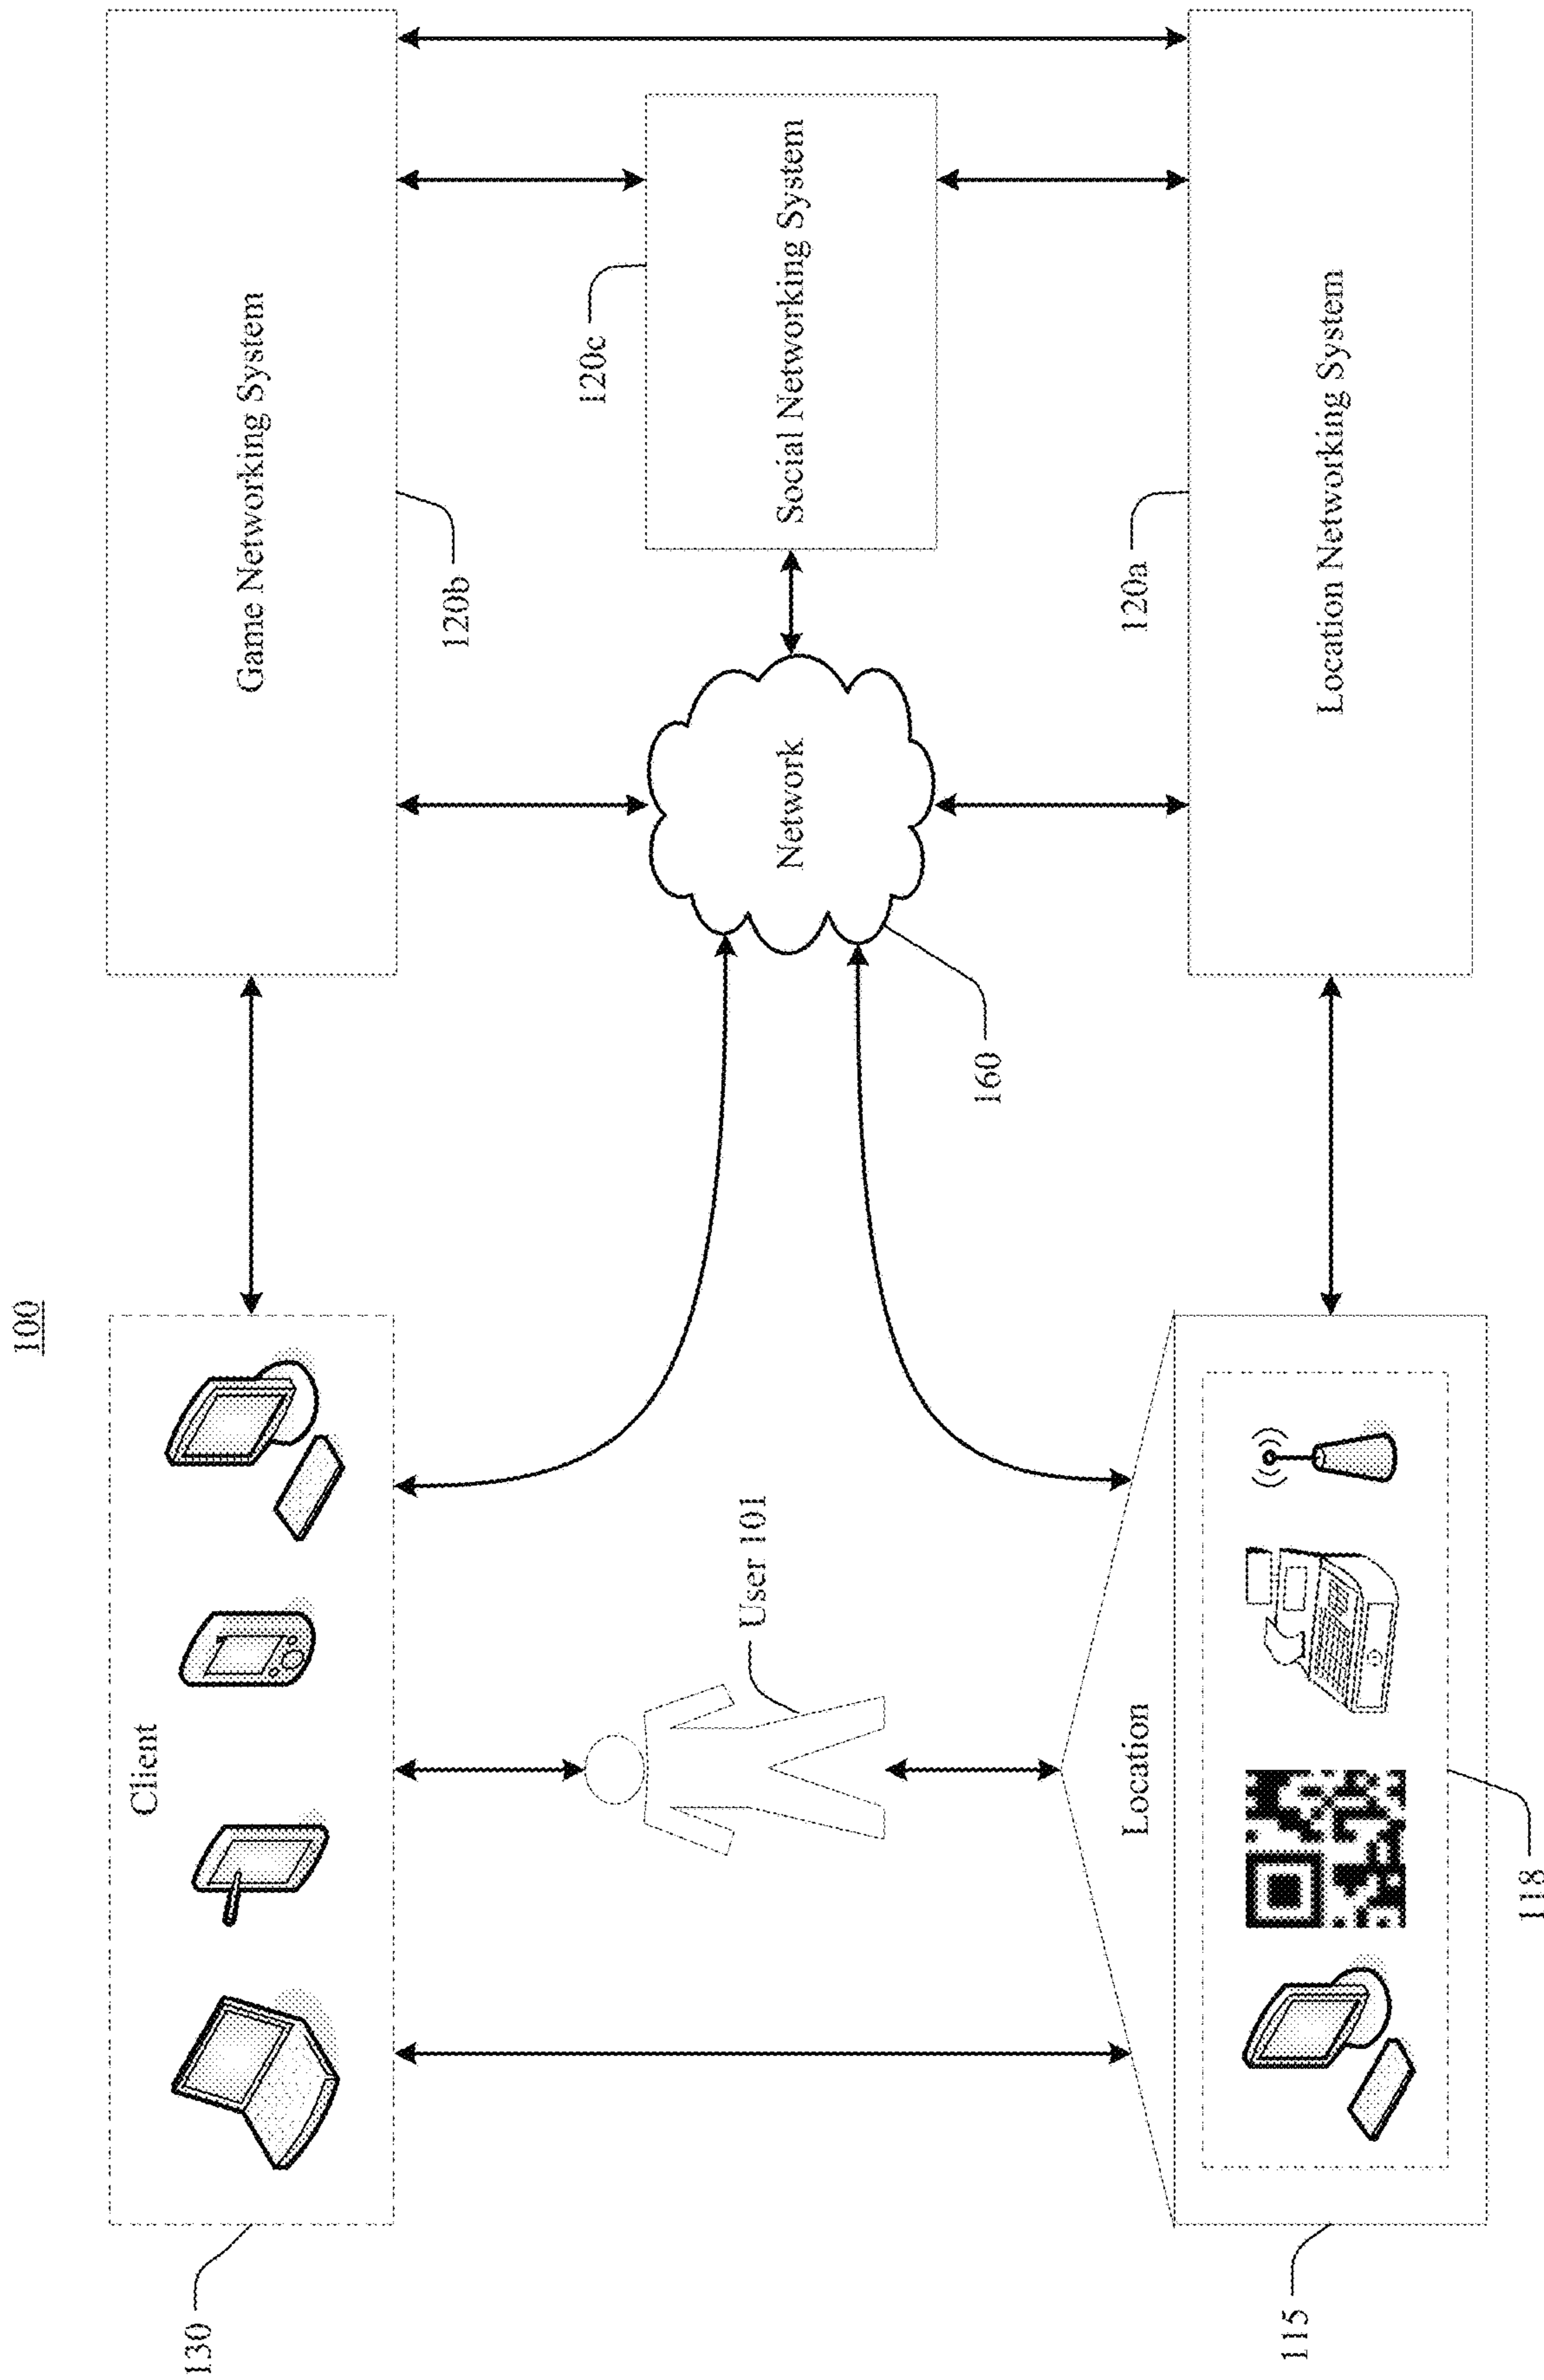 100
130
Client
Game Networking System
120b
120c
Social Networking System
Network
160
User 101
120a
Location
Location Networking System
118
115